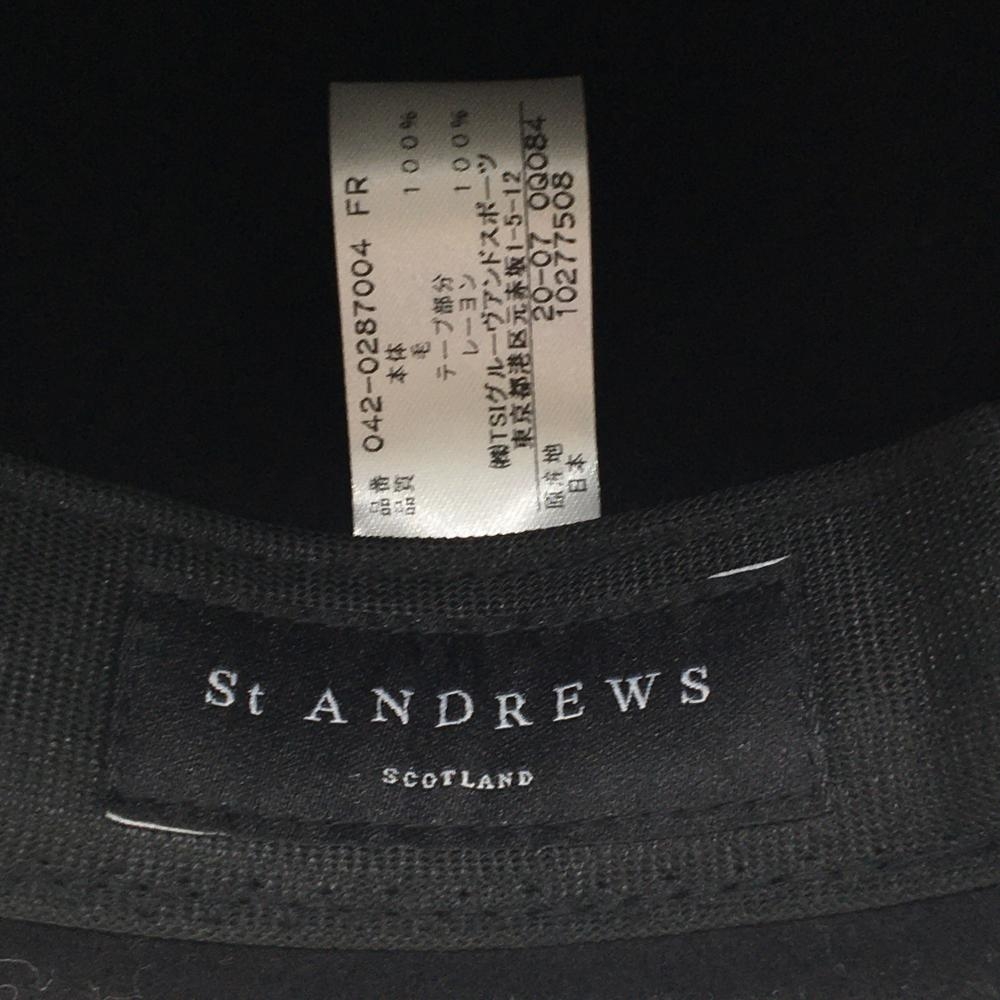 品番 042-0287004 FR
品質 本体
毛 100%
テープ部分
レーヨン 100%
㈱TSIグルーヴアンドスポーツ
東京都港区元赤坂1-5-12
原産地 20-07 0Q084
日本 10277508
St ANDREWS
SCOTLAND